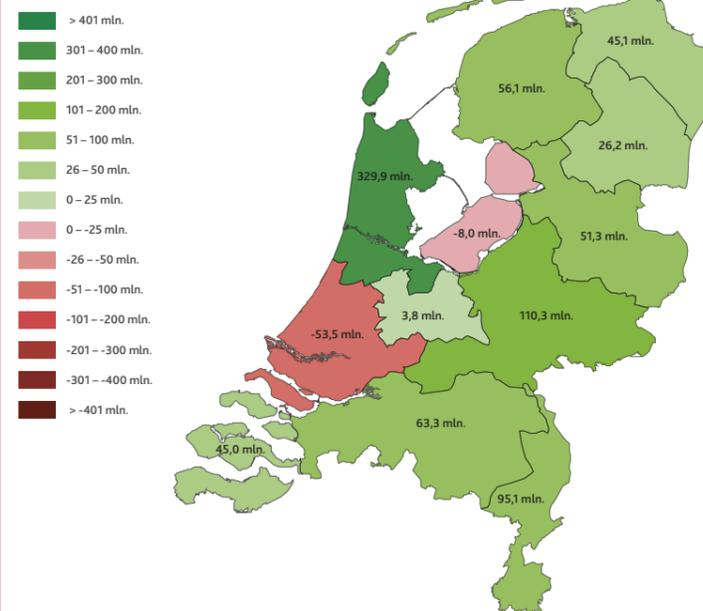 > 401 mln.
301 – 400 mln.
201 – 300 mln.
101 – 200 mln.
51 – 100 mln.
26 – 50 mln.
0 – 25 mln.
0 – -25 mln.
-26 – -50 mln.
-51 – -100 mln.
-101 – -200 mln.
-201 – -300 mln.
-301 – -400 mln.
> -401 mln.
45,1 mln.
56,1 mln.
26,2 mln.
329,9 mln.
-8,0 mln.
51,3 mln.
3,8 mln.
110,3 mln.
-53,5 mln.
63,3 mln.
45,0 mln.
95,1 mln.